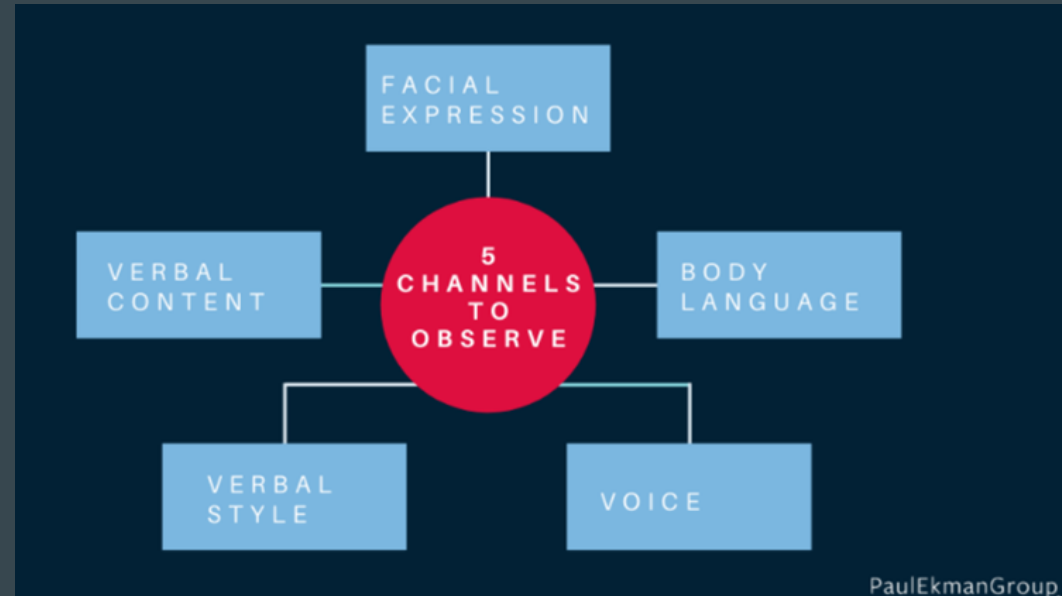 FACIAL
EXPRESSION
VERBAL
CONTENT
5
CHANNELS
TO
OBSERVE
BODY
LANGUAGE
VERBAL
STYLE
VOICE
PaulEkmanGroup